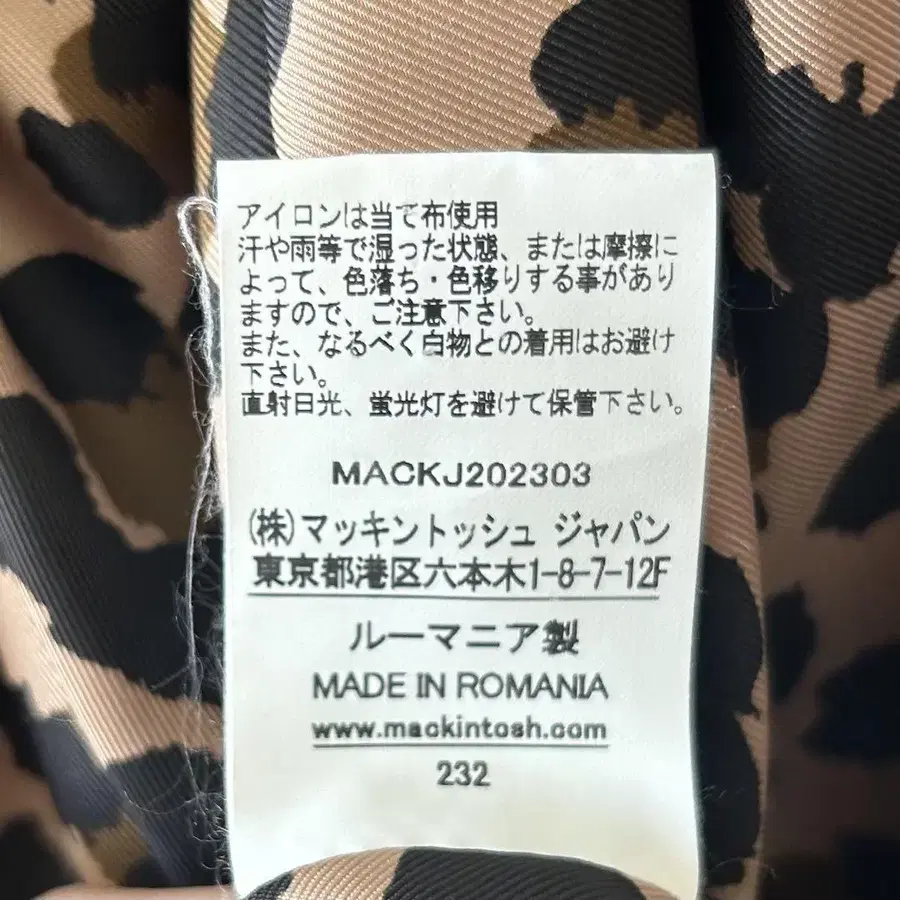 アイロンは当て布使用
汗や雨等で湿った状態、または摩擦に
よって、色落ち・色移りする事があり
ますので、ご注意下さい。
また、なるべく白物との着用はお避け
下さい。
直射日光、蛍光灯を避けて保管下さい。
MACKJ202303
(株)マッキントッシュ ジャパン
東京都港区六本木1-8-7-12F
ルーマニア製
MADE IN ROMANIA
www.mackintosh.com
232